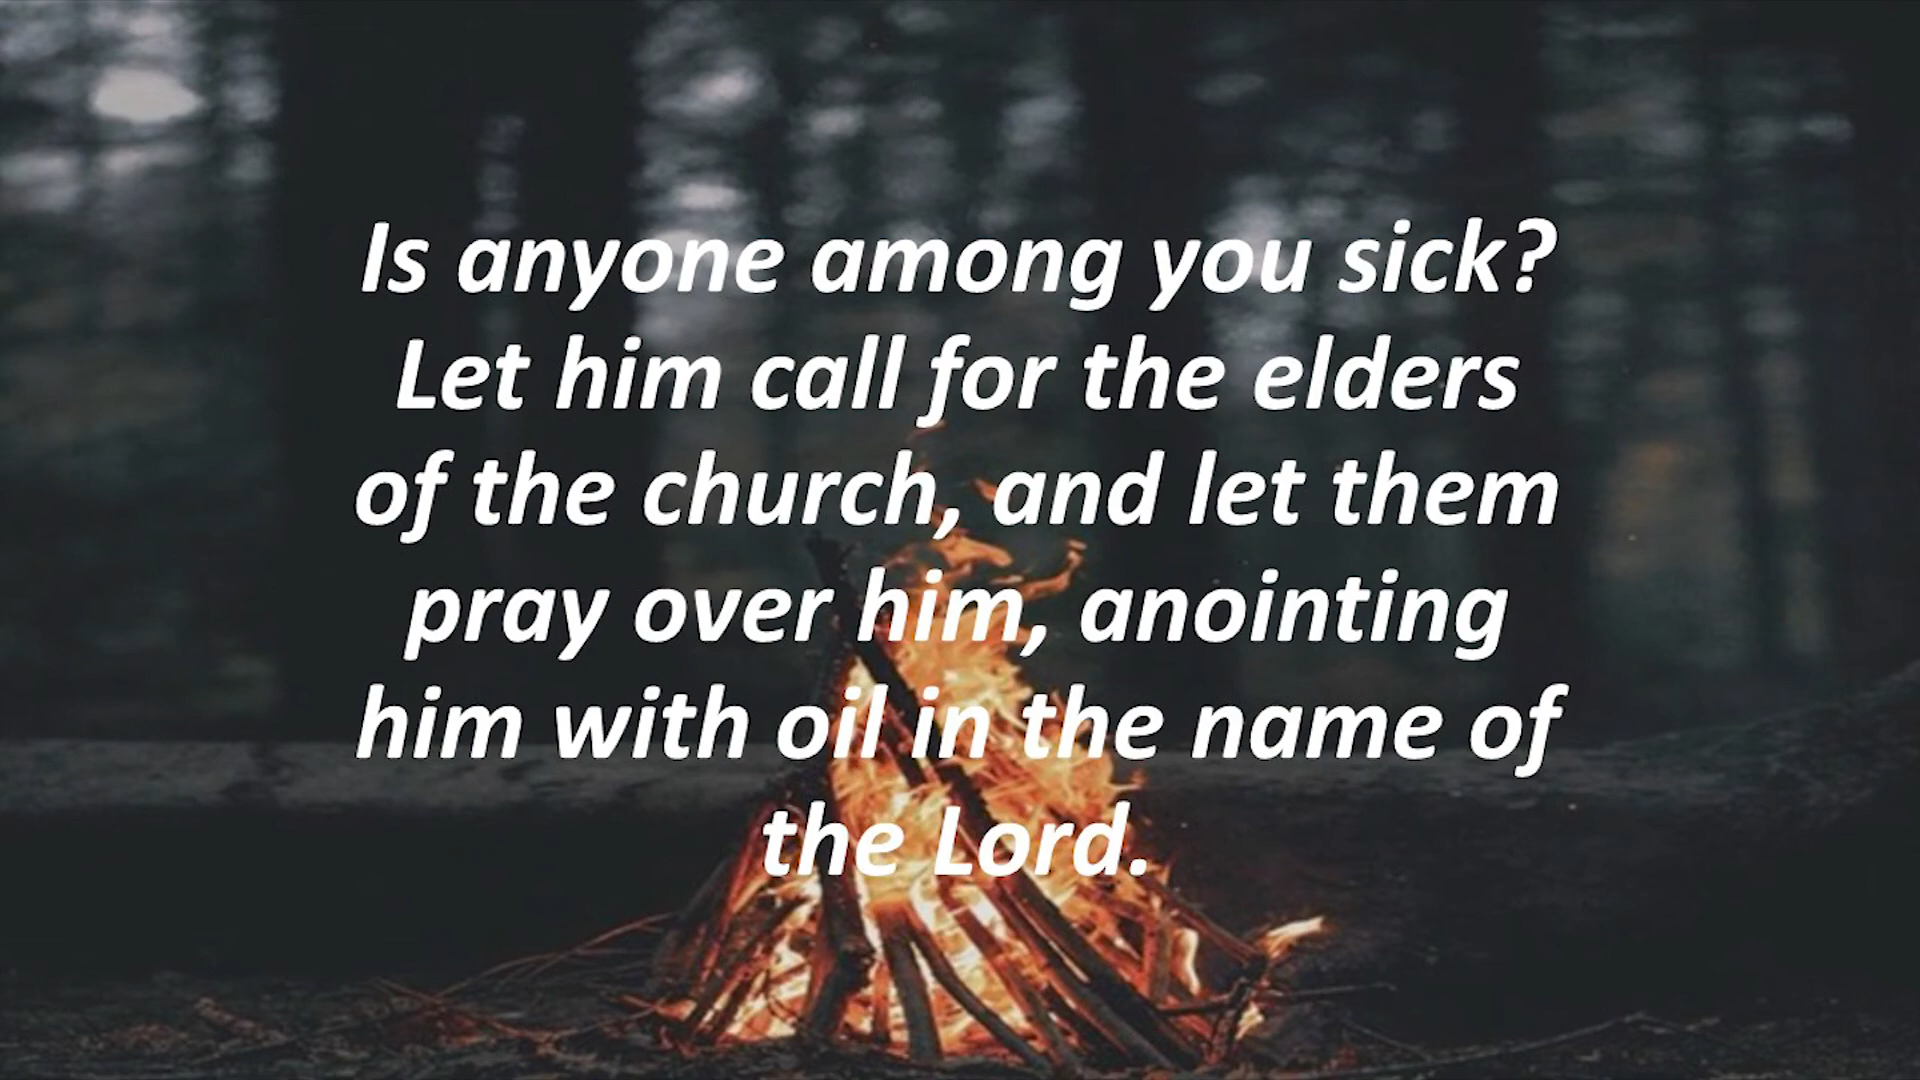 Is anyone among you sick?
Let him call for the elders
of the church, and let them
pray over him, anointing
him with oil in the name of
the Lord.